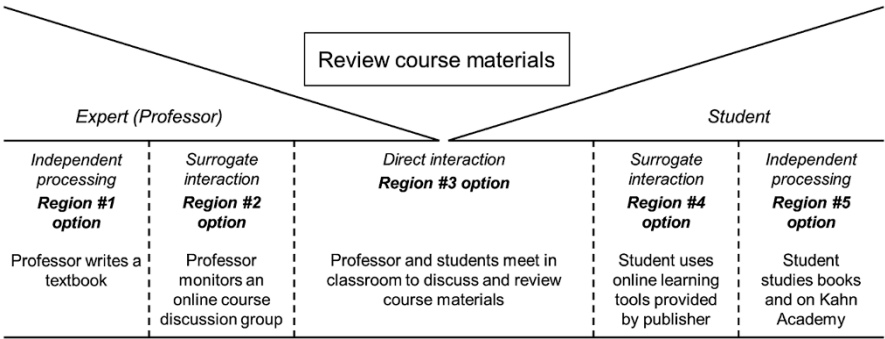 Review course materials
Expert (Professor)
Student
Independent
processing
Region #1
option
Surrogate
interaction
Region #2
option
Direct interaction
Region #3 option
Surrogate
interaction
Region #4
option
Independent
processing
Region #5
option
Professor writes a
textbook
Professor
monitors an
online course
discussion group
Professor and students meet in
classroom to discuss and review
course materials
Student uses
online learning
tools provided
by publisher
Student
studies books
and on Kahn
Academy